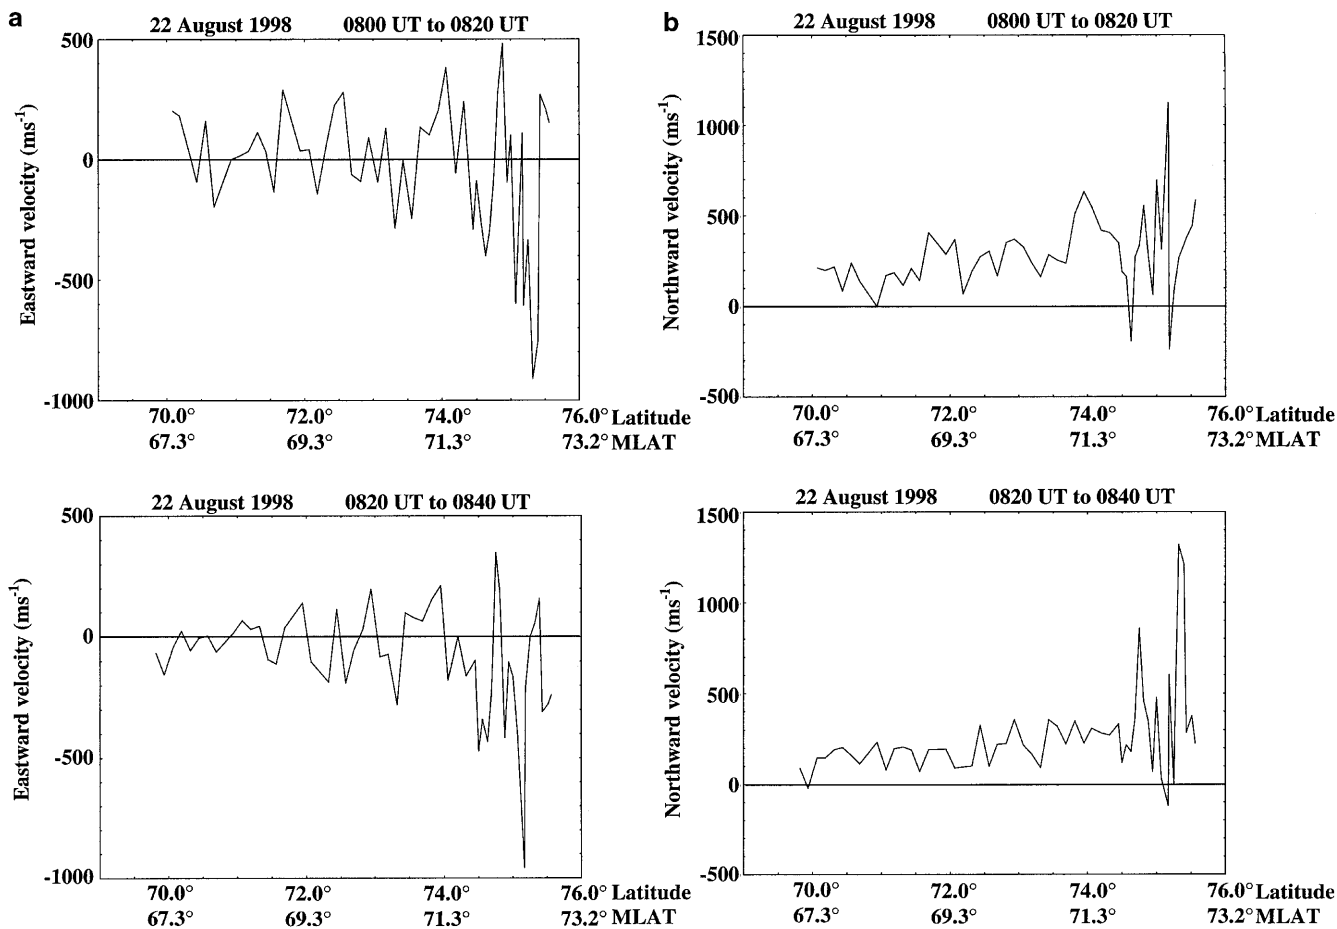 a
22 August 1998 0800 UT to 0820 UT
500
0
-500
-1000
Eastward velocity (ms-1)
70.0° 72.0° 74.0° 76.0° Latitude
67.3° 69.3° 71.3° 73.2° MLAT
b
22 August 1998 0800 UT to 0820 UT
1500
1000
500
0
-500
Northward velocity (ms-1)
70.0° 72.0° 74.0° 76.0° Latitude
67.3° 69.3° 71.3° 73.2° MLAT
22 August 1998 0820 UT to 0840 UT
500
0
-500
-1000
Eastward velocity (ms-1)
70.0° 72.0° 74.0° 76.0° Latitude
67.3° 69.3° 71.3° 73.2° MLAT
22 August 1998 0820 UT to 0840 UT
1500
1000
500
0
-500
Northward velocity (ms-1)
70.0° 72.0° 74.0° 76.0° Latitude
67.3° 69.3° 71.3° 73.2° MLAT